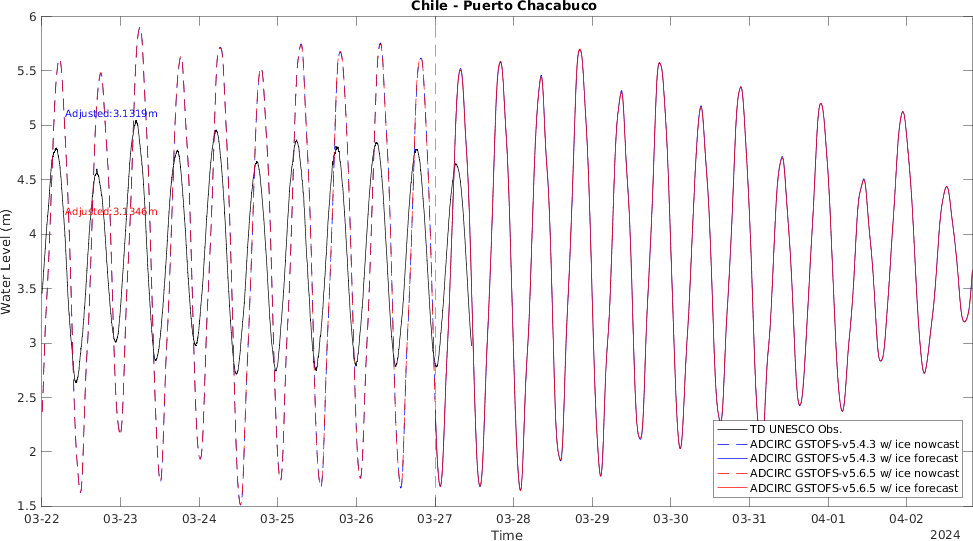 Chile - Puerto Chacabuco
6
5.5
5
4.5
4
3.5
3
2.5
2
1.5
Water Level (m)
Adjusted:3.1319m
Adjusted:3.1346m
TD UNESCO Obs.
ADCIRC GSTOFS-v5.4.3 w/ ice nowcast
ADCIRC GSTOFS-v5.4.3 w/ ice forecast
ADCIRC GSTOFS-v5.6.5 w/ ice nowcast
ADCIRC GSTOFS-v5.6.5 w/ ice forecast
03-22 03-23 03-24 03-25 03-26 03-27 03-28 03-29 03-30 03-31 04-01 04-02
Time
2024